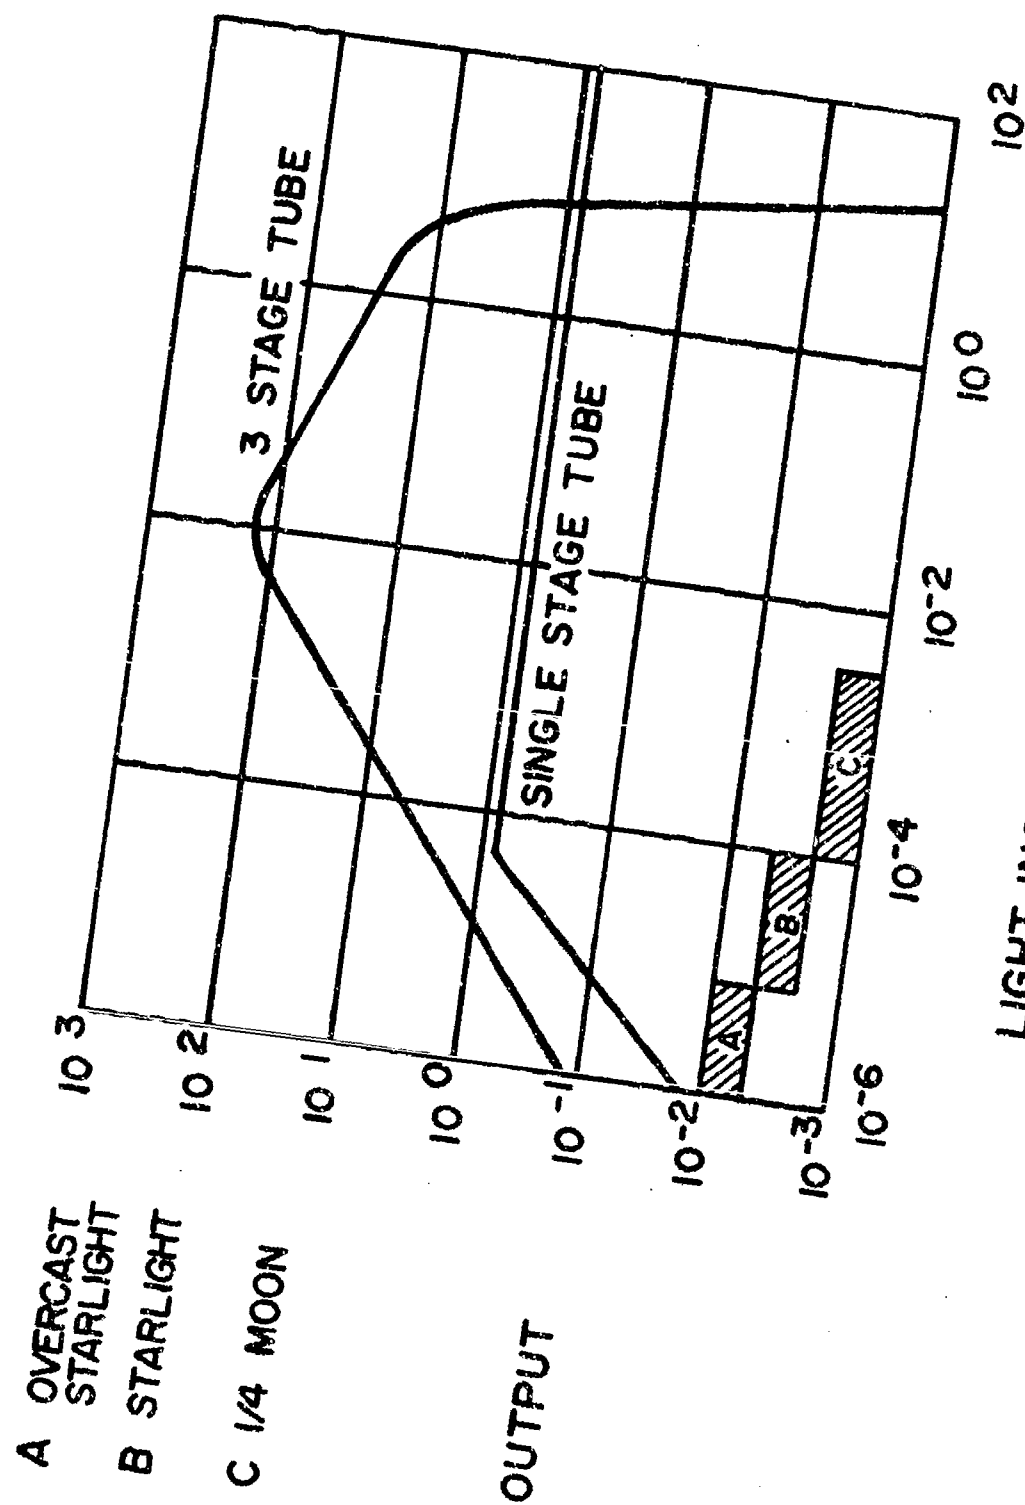 A OVERCAST
STARLIGHT
B STARLIGHT
C 1/4 MOON
OUTPUT
10 3
10 2
10 1
10 0
10 -1
10-2
10-3
3 STAGE TUBE
SINGLE STAGE TUBE
A
B
C
10-6
10-4
10-2
10 0
10 2
LIGHT